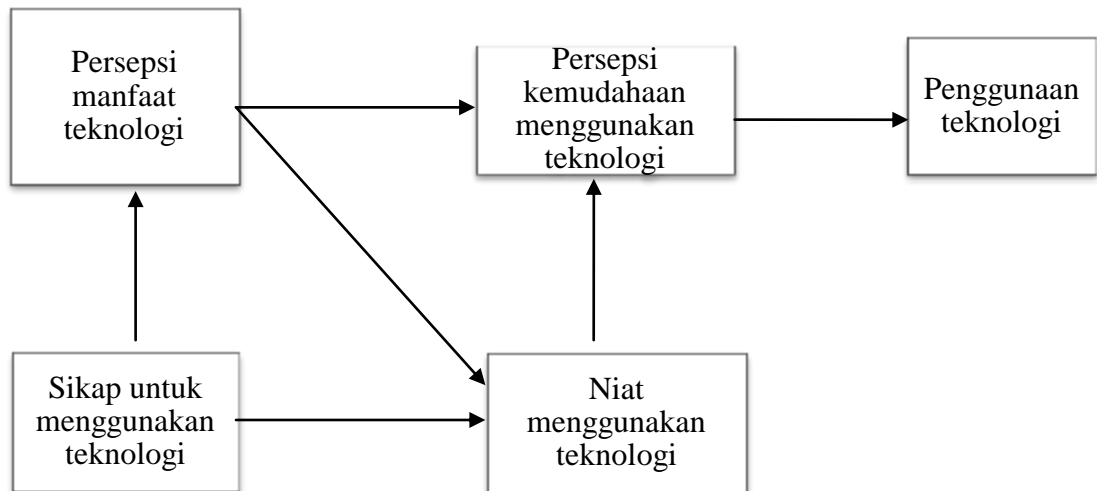 Persepsi
manfaat
teknologi
Persepsi
kemudahaan
menggunakan
teknologi
Penggunaan
teknologi
Sikap untuk
menggunakan
teknologi
Niat
menggunakan
teknologi